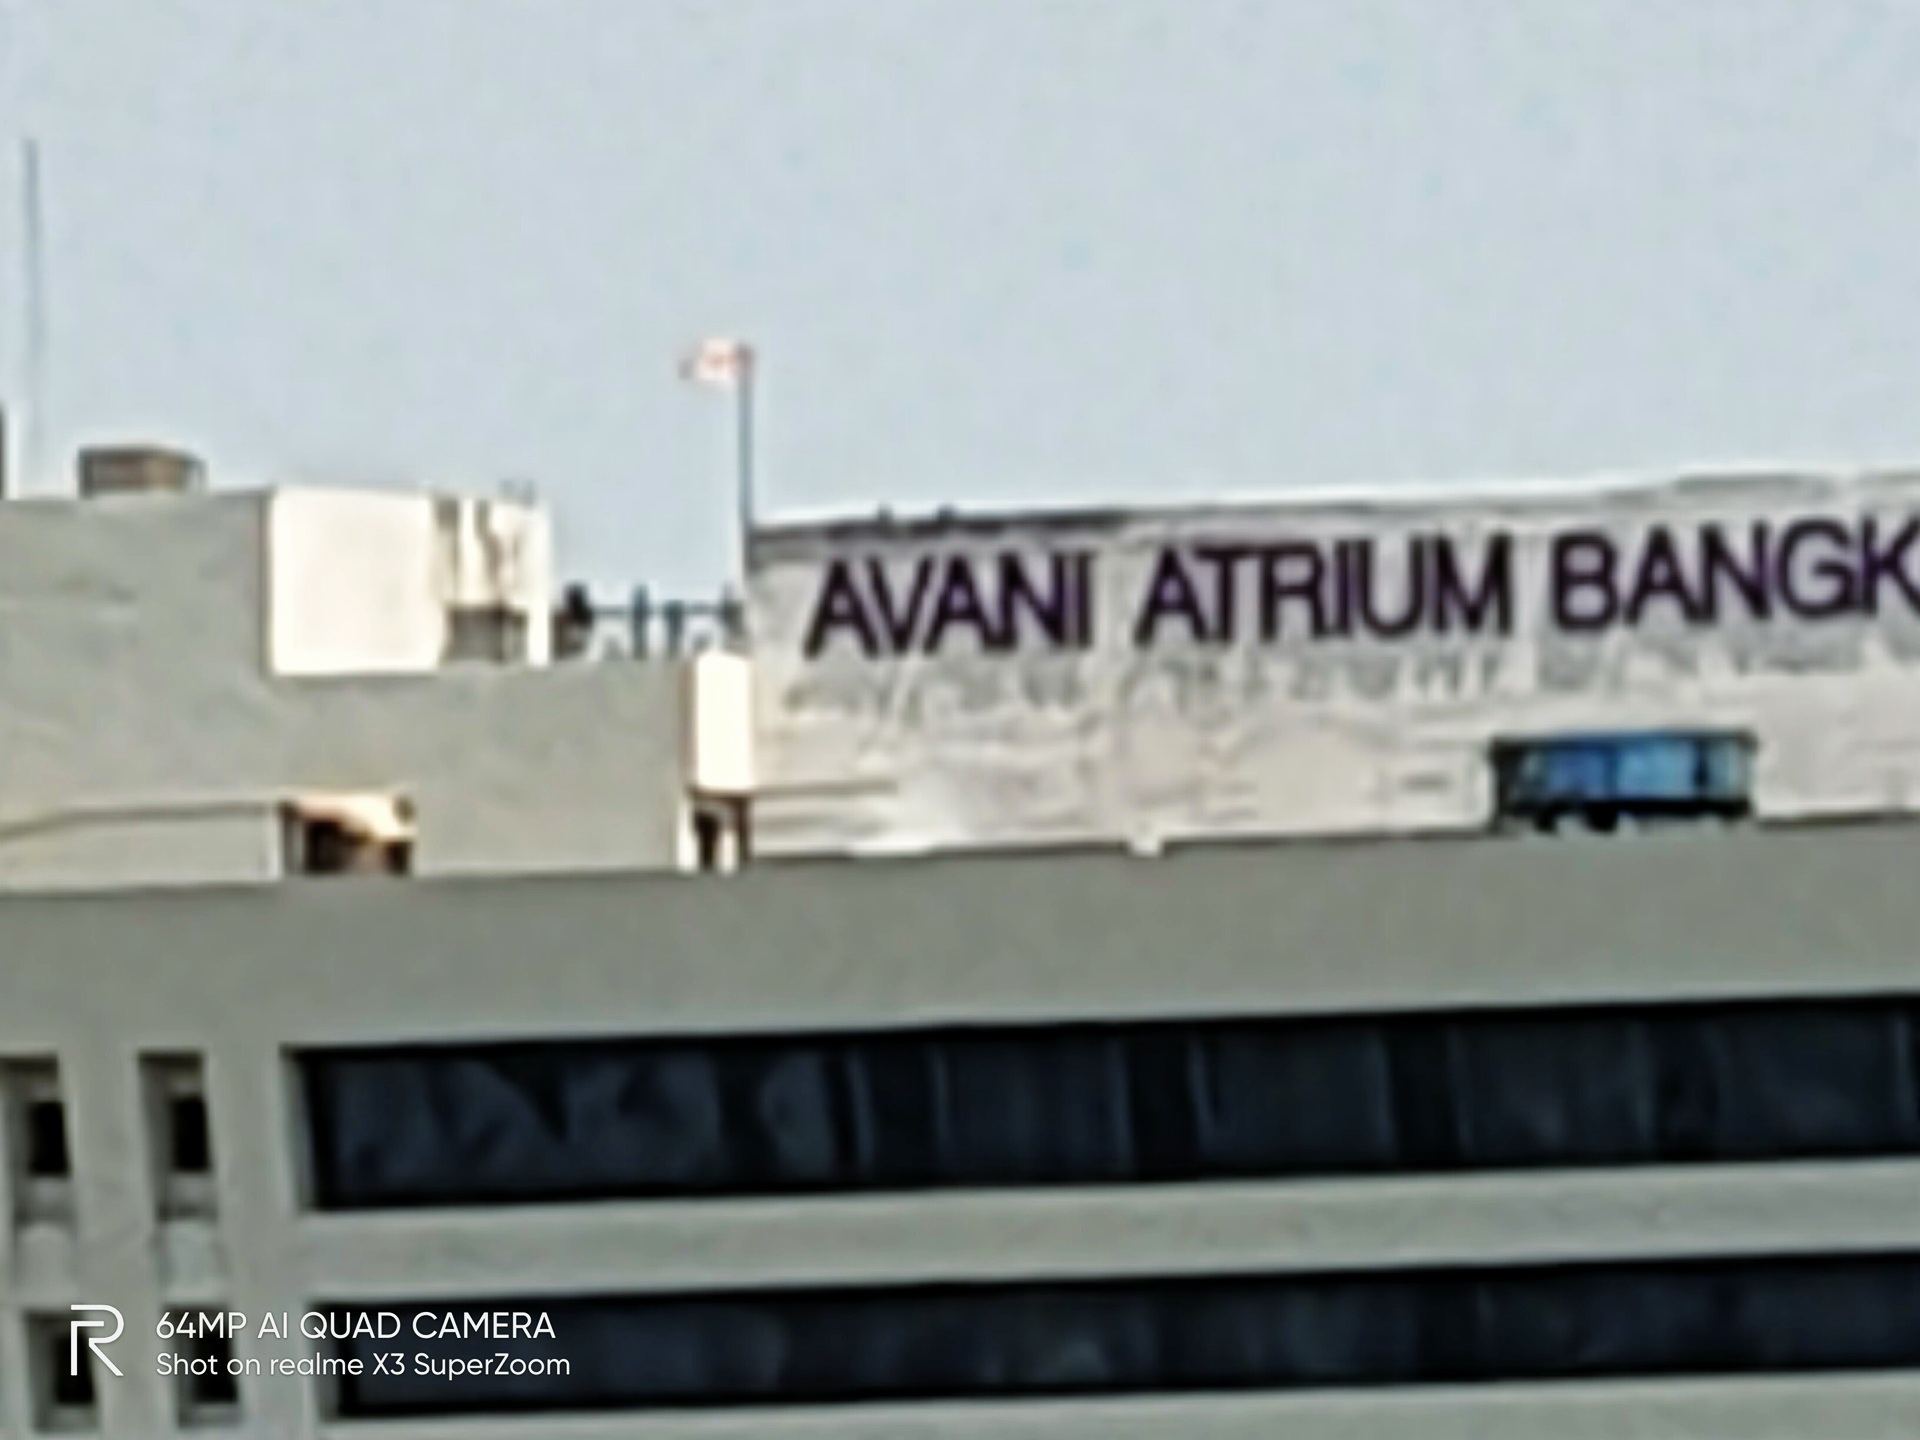 AVANI ATRIUM BANGK
R
64MP AI QUAD CAMERA
Shot on realme X3 SuperZoom